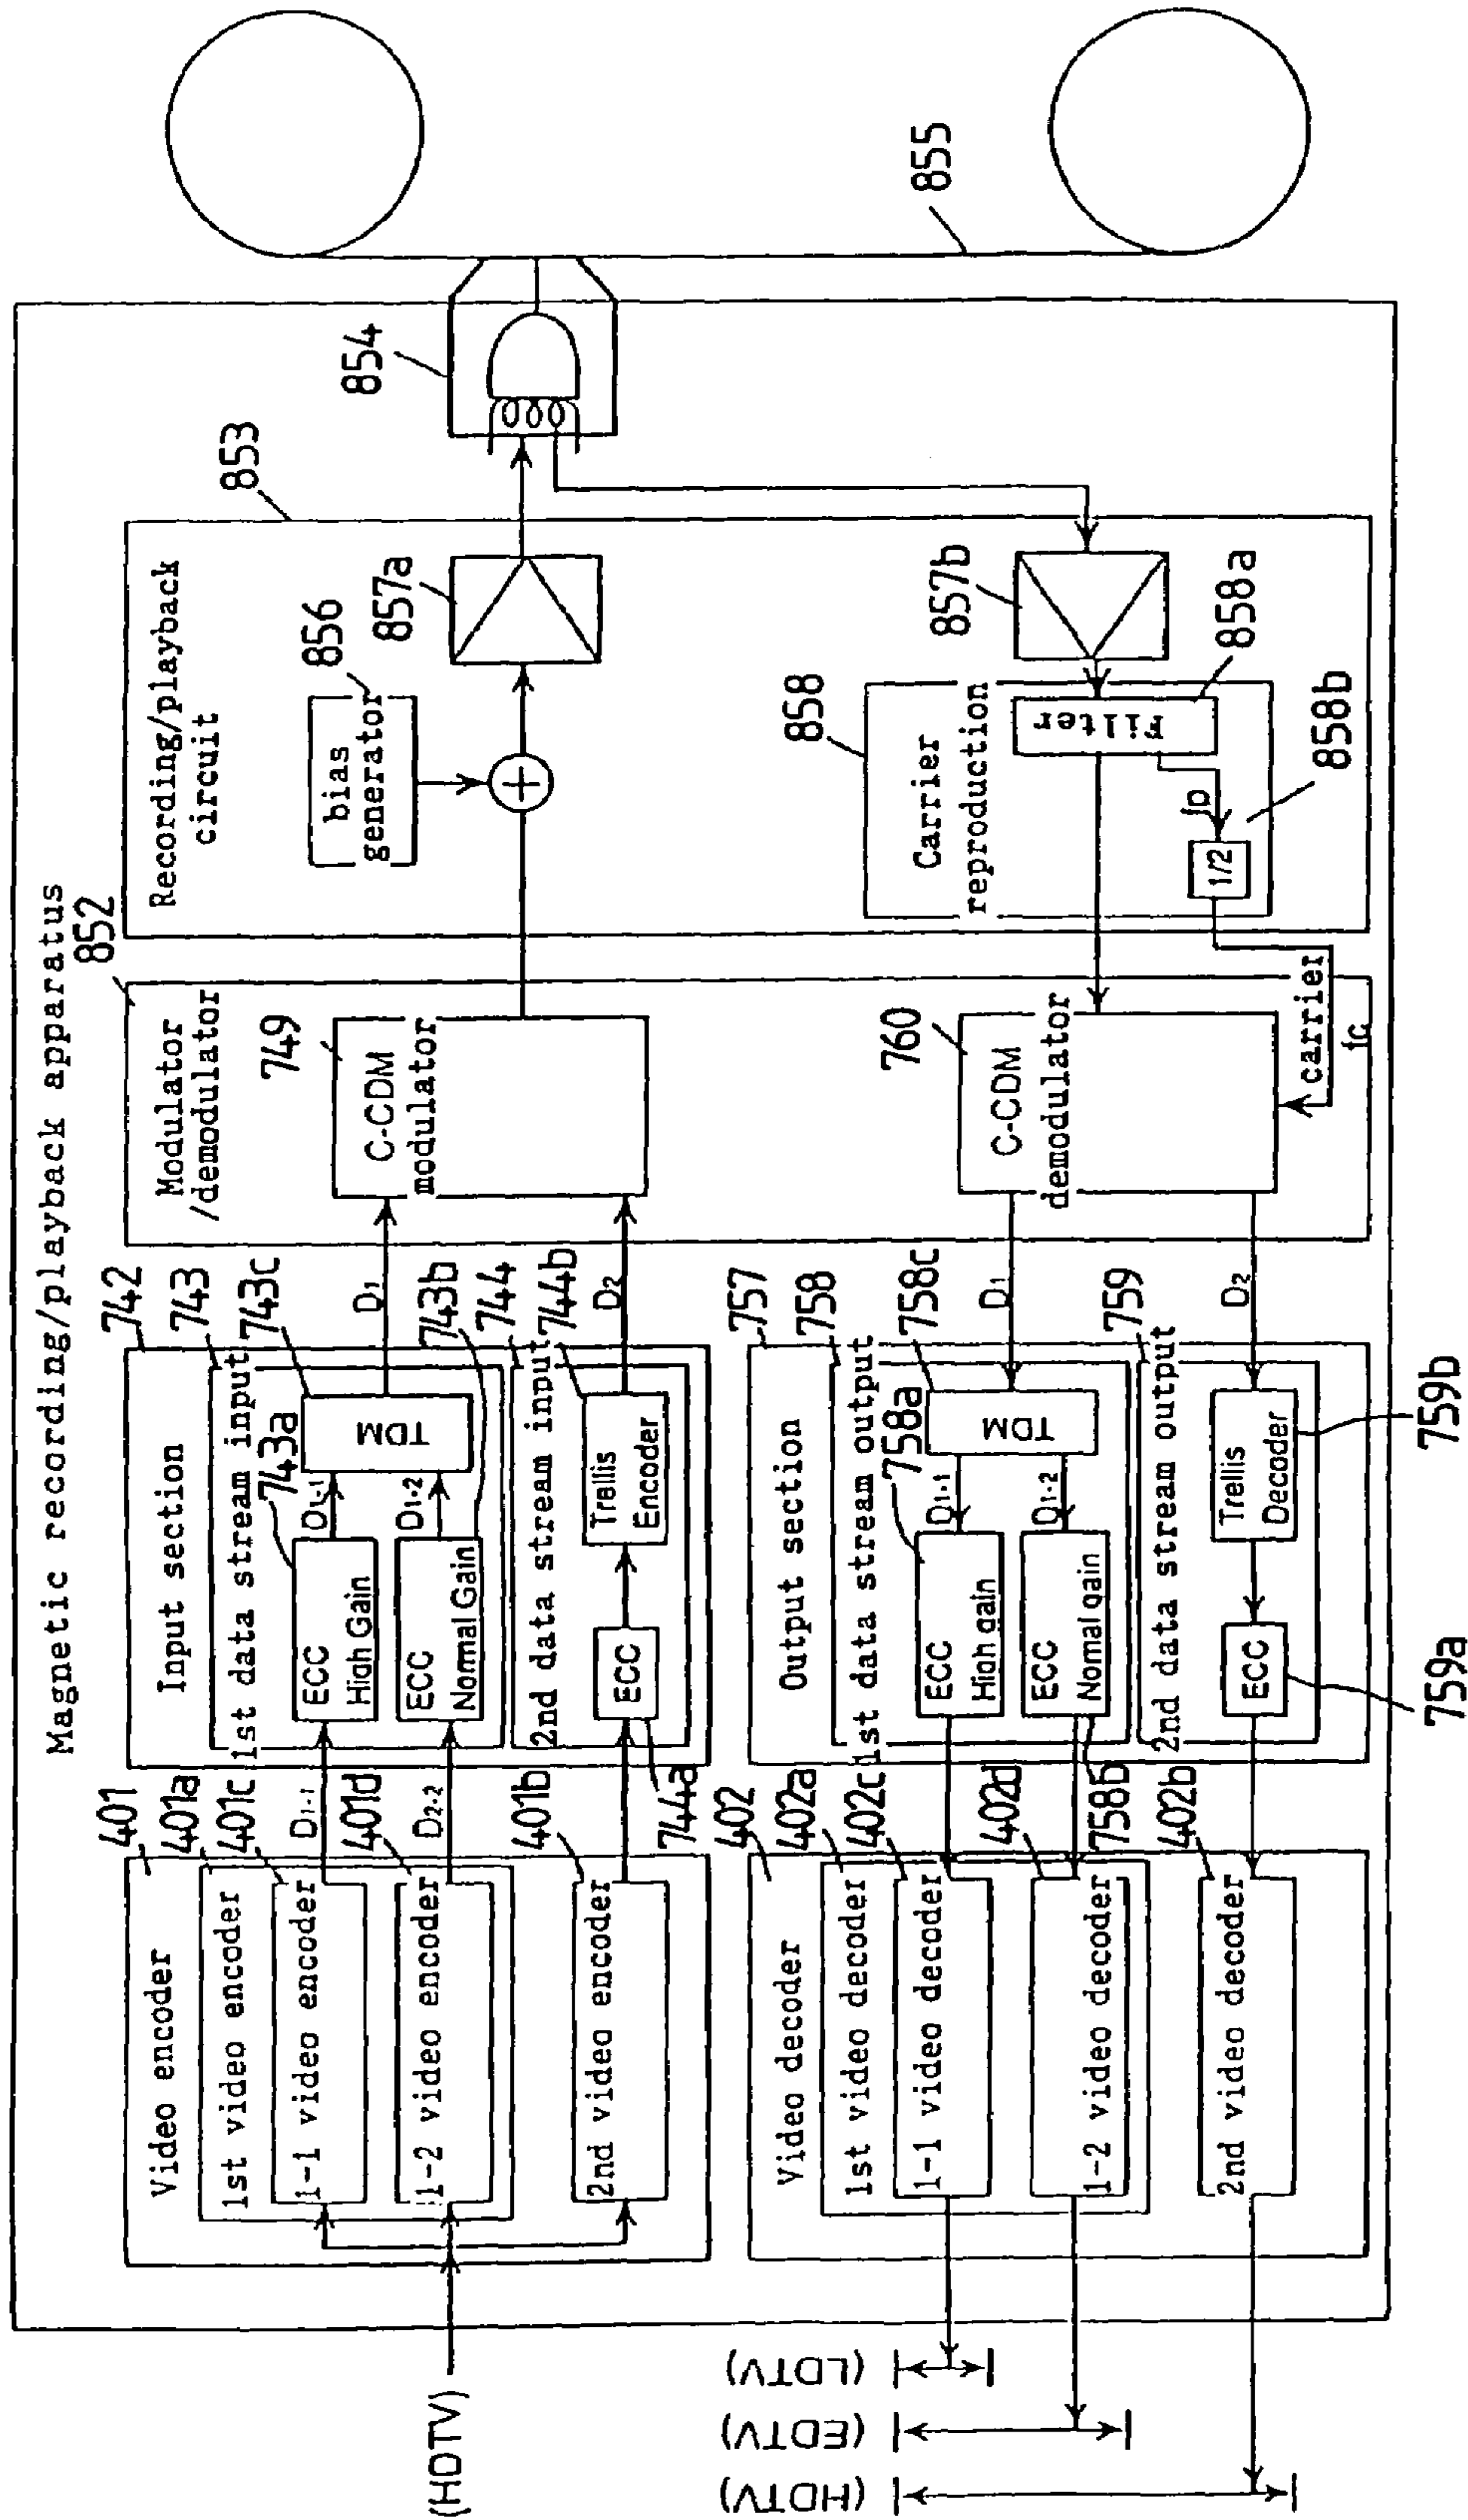 Magnetic recording/playback apparatus
(HDTV)
401
Video encoder
401a
1st video encoder
401c
1-1 video encoder
D1-1
401d
1-2 video encoder
D2-2
401b
2nd video encoder
742
Input section
743
1st data stream input
743a
ECC
High Gain
D1-1
743c
TDM
D1
ECC
Normal Gain
D1-2
743b
744
2nd data stream input
744a
ECC
744b
Trellis
Encoder
D2
852
Modulator
/demodulator
749
C-CDM
modulator
853
Recording/playback
circuit
856
bias
generator
857a
854
855
857b
858
Carrier
reproduction
858a
Filter
fp
1/2
858b
carrier
fc
760
C-CDM
demodulator
D1
D2
757
Output section
758
1st data stream output
758c
TDM
758a
D1-1
ECC
High gain
D1-2
ECC
Normal gain
758b
759
2nd data stream output
759b
Trellis
Decoder
759a
ECC
402
Video decoder
402a
1st video decoder
402c
1-1 video decoder
402d
1-2 video decoder
402b
2nd video decoder
(LDTV)
(EDTV)
(HDTV)